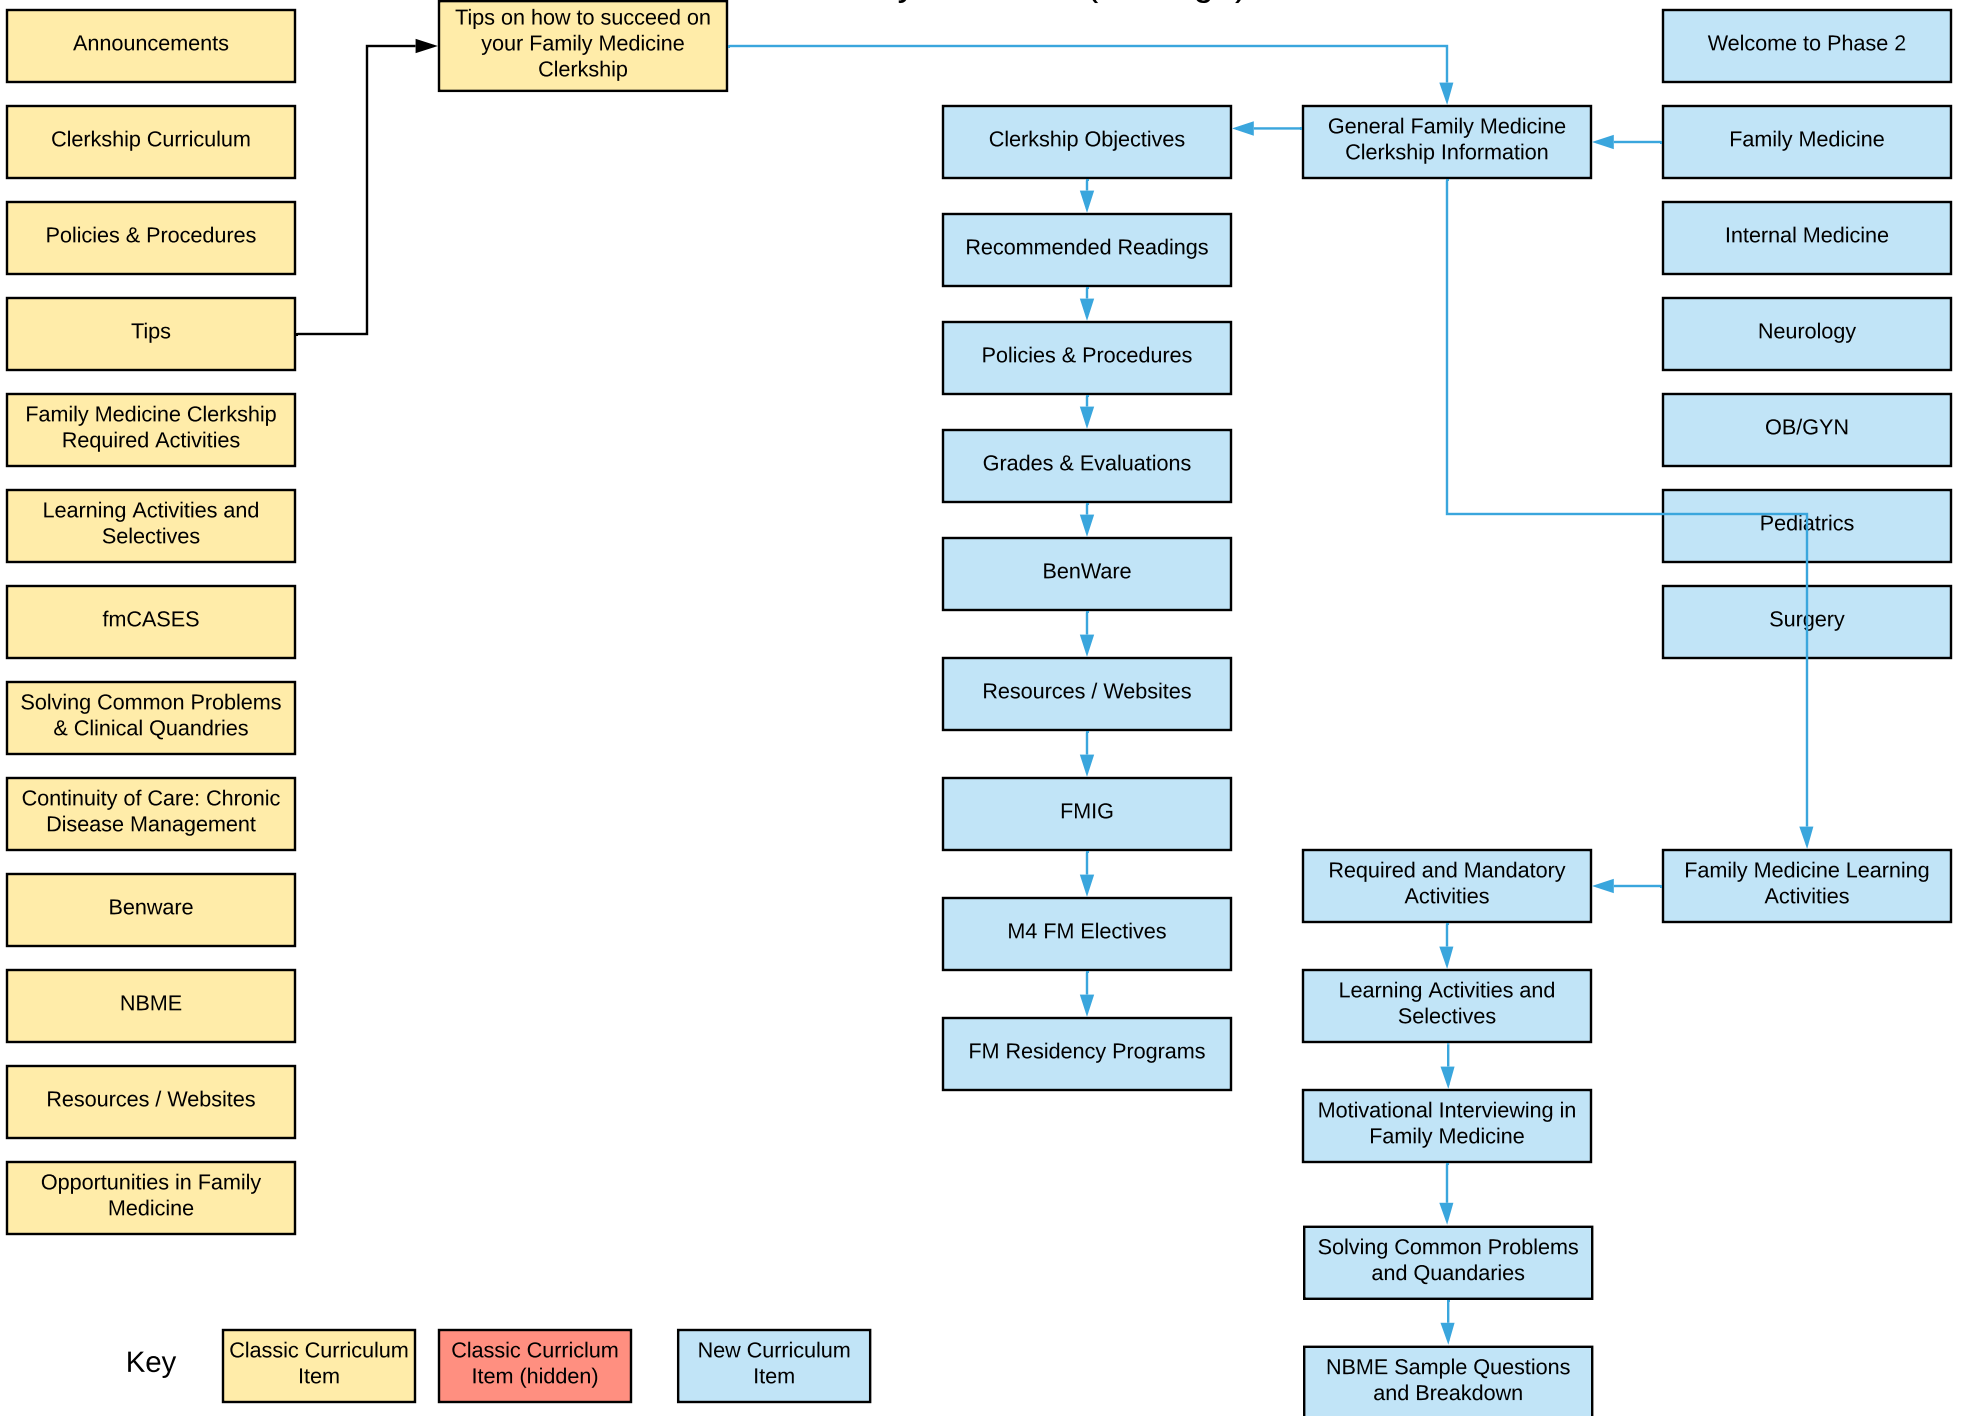 Announcements
Clerkship Curriculum
Policies & Procedures
Tips
Family Medicine Clerkship
Required Activities
Learning Activities and
Selectives
fmCASES
Solving Common Problems
& Clinical Quandries
Continuity of Care: Chronic
Disease Management
Benware
NBME
Resources / Websites
Opportunities in Family
Medicine
Tips on how to succeed on
your Family Medicine
Clerkship
Clerkship Objectives
Recommended Readings
Policies & Procedures
Grades & Evaluations
BenWare
Resources / Websites
FMIG
M4 FM Electives
FM Residency Programs
General Family Medicine
Clerkship Information
Required and Mandatory
Activities
Learning Activities and
Selectives
Motivational Interviewing in
Family Medicine
Solving Common Problems
and Quandaries
NBME Sample Questions
and Breakdown
Welcome to Phase 2
Family Medicine
Internal Medicine
Neurology
OB/GYN
Pediatrics
Surgery
Family Medicine Learning
Activities
Key
Classic Curriculum
Item
Classic Curriclum
Item (hidden)
New Curriculum
Item